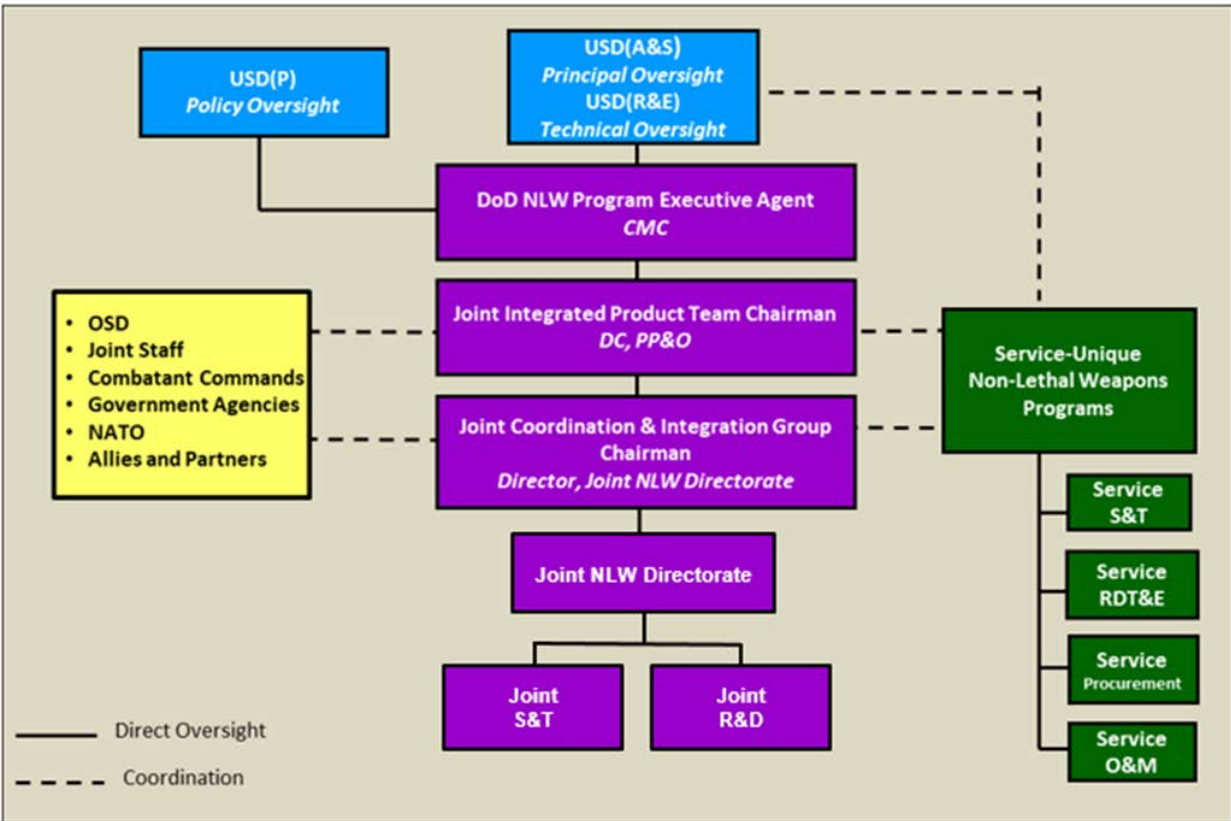 USD(P)
Policy Oversight
USD(A&S)
Principal Oversight
USD(R&E)
Technical Oversight
DoD NLW Program Executive Agent
CMC
Joint Integrated Product Team Chairman
DC, PP&O
Joint Coordination & Integration Group
Chairman
Director, Joint NLW Directorate
Joint NLW Directorate
Joint
S&T
Joint
R&D
• OSD
• Joint Staff
• Combatant Commands
• Government Agencies
• NATO
• Allies and Partners
Service-Unique
Non-Lethal Weapons
Programs
Service
S&T
Service
RDT&E
Service
Procurement
Service
O&M
Direct Oversight
Coordination